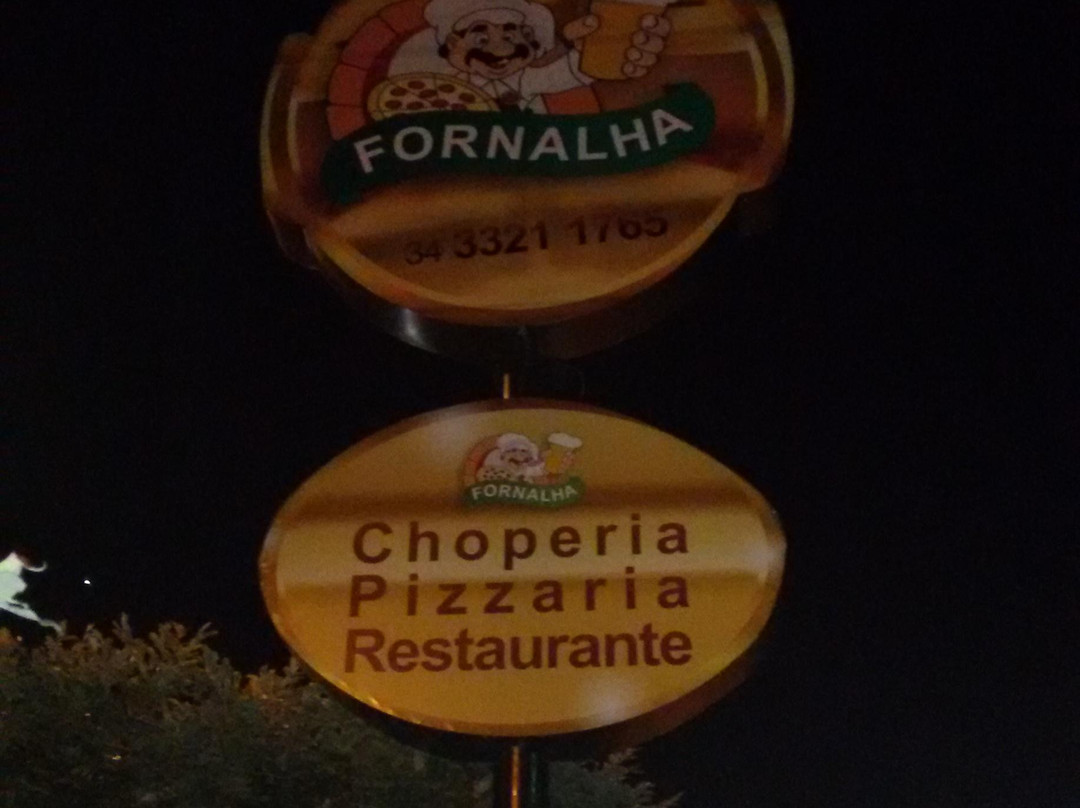 FORNALHA
34 3321 1765
FORNALHA
Choperia
Pizzaria
Restaurante